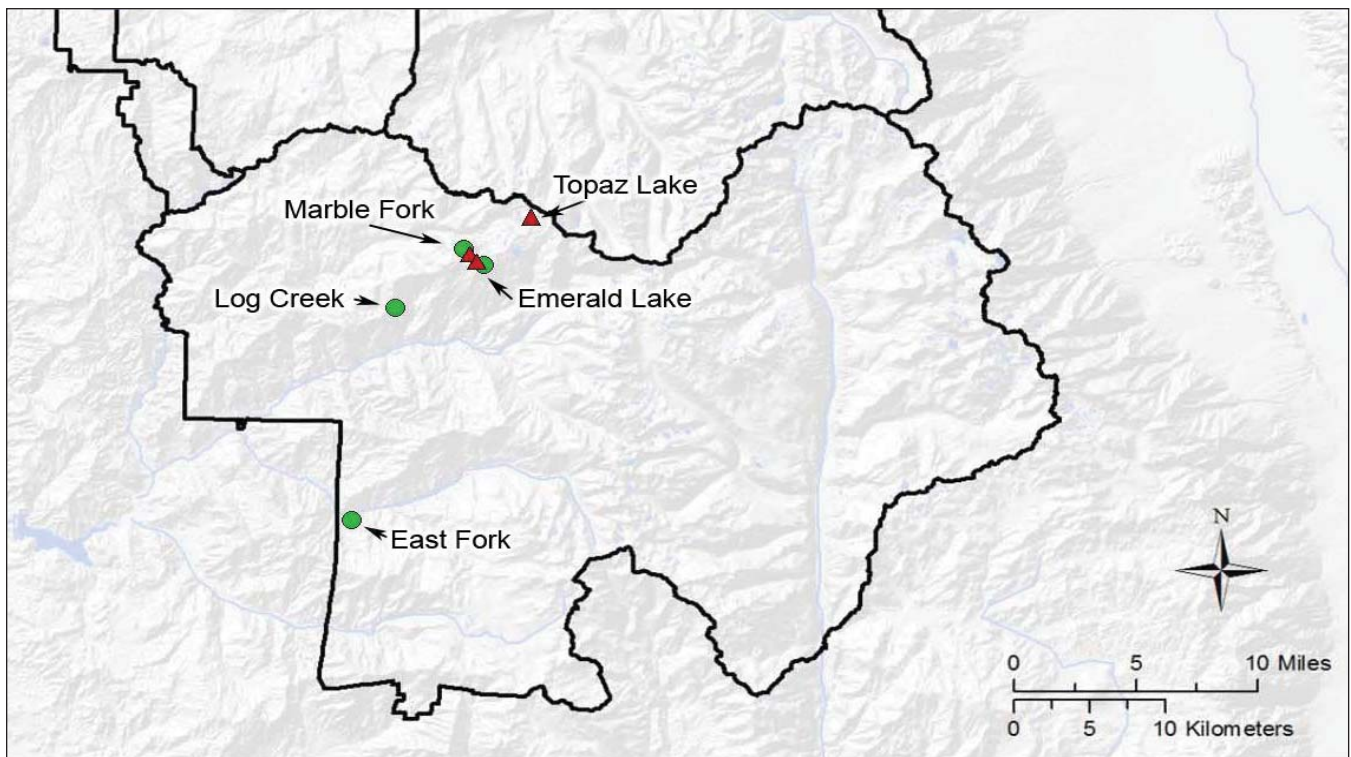 Topaz Lake
Marble Fork
Log Creek
Emerald Lake
East Fork
N
0 5 10 Miles
0 5 10 Kilometers